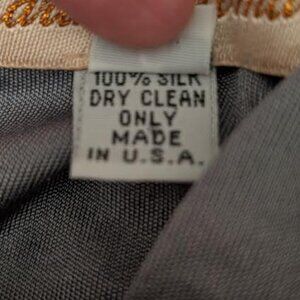 100% SILK
DRY CLEAN
ONLY
MADE
IN U.S.A.